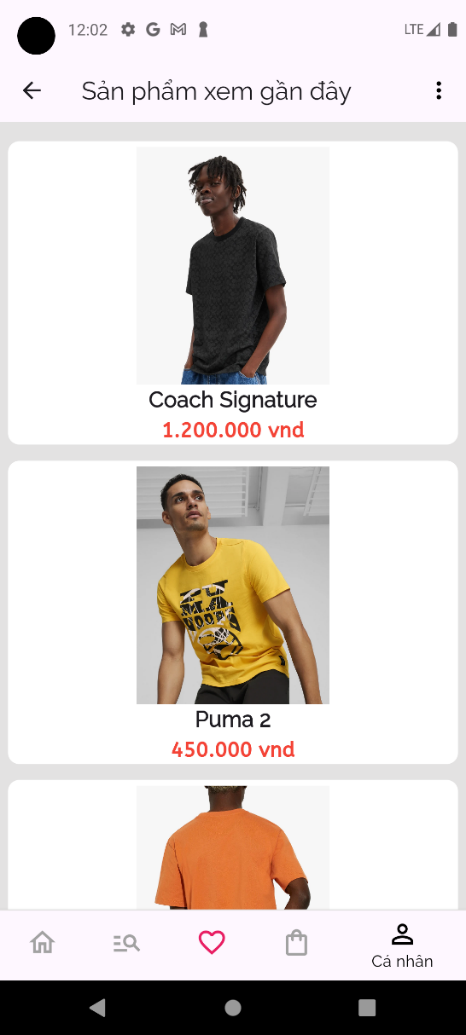 12:02
LTE
Sản phẩm xem gần đây
Coach Signature
1.200.000 vnd
Puma 2
450.000 vnd
Cá nhân